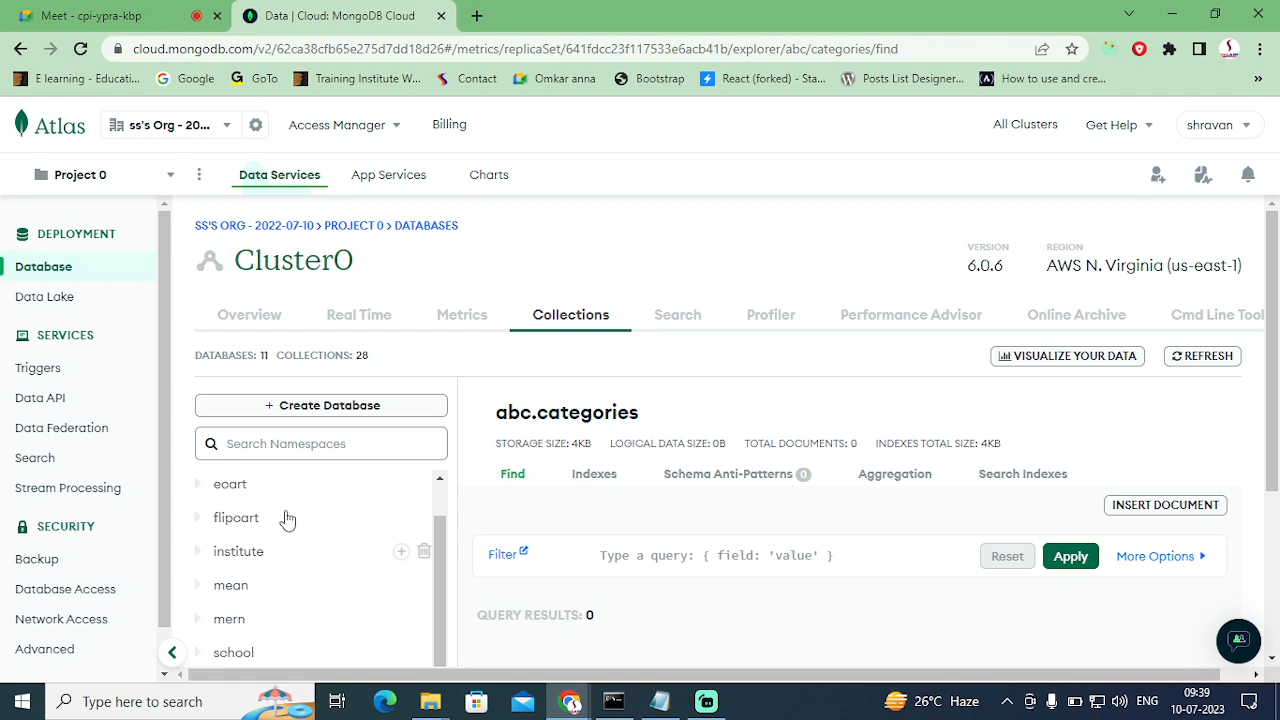 Meet - cpi-ypra-kbp
Data | Cloud: MongoDB Cloud
cloud.mongodb.com/v2/62ca38cfb65e275d7dd18d26#/metrics/replicaSet/641fdcc23f117533e6acb41b/explorer/abc/categories/find
E learning - Educati...
Google
GoTo
Training Institute W...
Contact
Omkar anna
Bootstrap
React (forked) - Sta...
Posts List Designer...
How to use and cre...
Atlas
ss's Org - 20...
Access Manager
Billing
All Clusters
Get Help
shravan
Project 0
Data Services
App Services
Charts
DEPLOYMENT
Database
Data Lake
SERVICES
Triggers
Data API
Data Federation
Search
Stream Processing
SECURITY
Backup
Database Access
Network Access
Advanced
SS'S ORG - 2022-07-10 > PROJECT 0 > DATABASES
Cluster0
VERSION
6.0.6
REGION
AWS N. Virginia (us-east-1)
Overview
Real Time
Metrics
Collections
Search
Profiler
Performance Advisor
Online Archive
Cmd Line Tool
DATABASES: 11 COLLECTIONS: 28
VISUALIZE YOUR DATA
REFRESH
+ Create Database
Search Namespaces
ecart
flipcart
institute
mean
mern
school
abc.categories
STORAGE SIZE: 4KB LOGICAL DATA SIZE: 0B TOTAL DOCUMENTS: 0 INDEXES TOTAL SIZE: 4KB
Find
Indexes
Schema Anti-Patterns 0
Aggregation
Search Indexes
INSERT DOCUMENT
Filter
Type a query: { field: 'value' }
Reset
Apply
More Options
QUERY RESULTS: 0
Type here to search
26°C Haze
ENG
09:39
10-07-2023